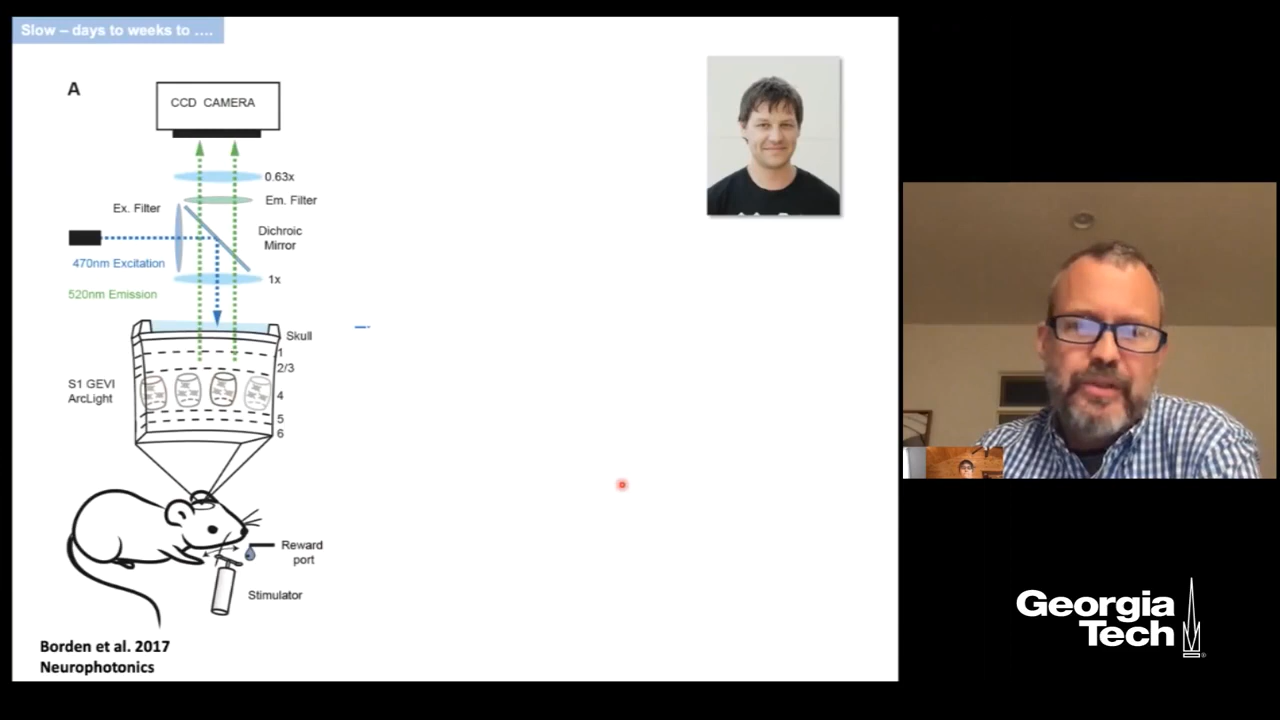 Slow – days to weeks to ....
A
CCD CAMERA
0.63x
Em. Filter
Ex. Filter
Dichroic
Mirror
470nm Excitation
1x
520nm Emission
Skull
1
2/3
S1 GEVI
ArcLight
4
5
6
Reward
port
Stimulator
Borden et al. 2017
Neurophotonics
Georgia
Tech